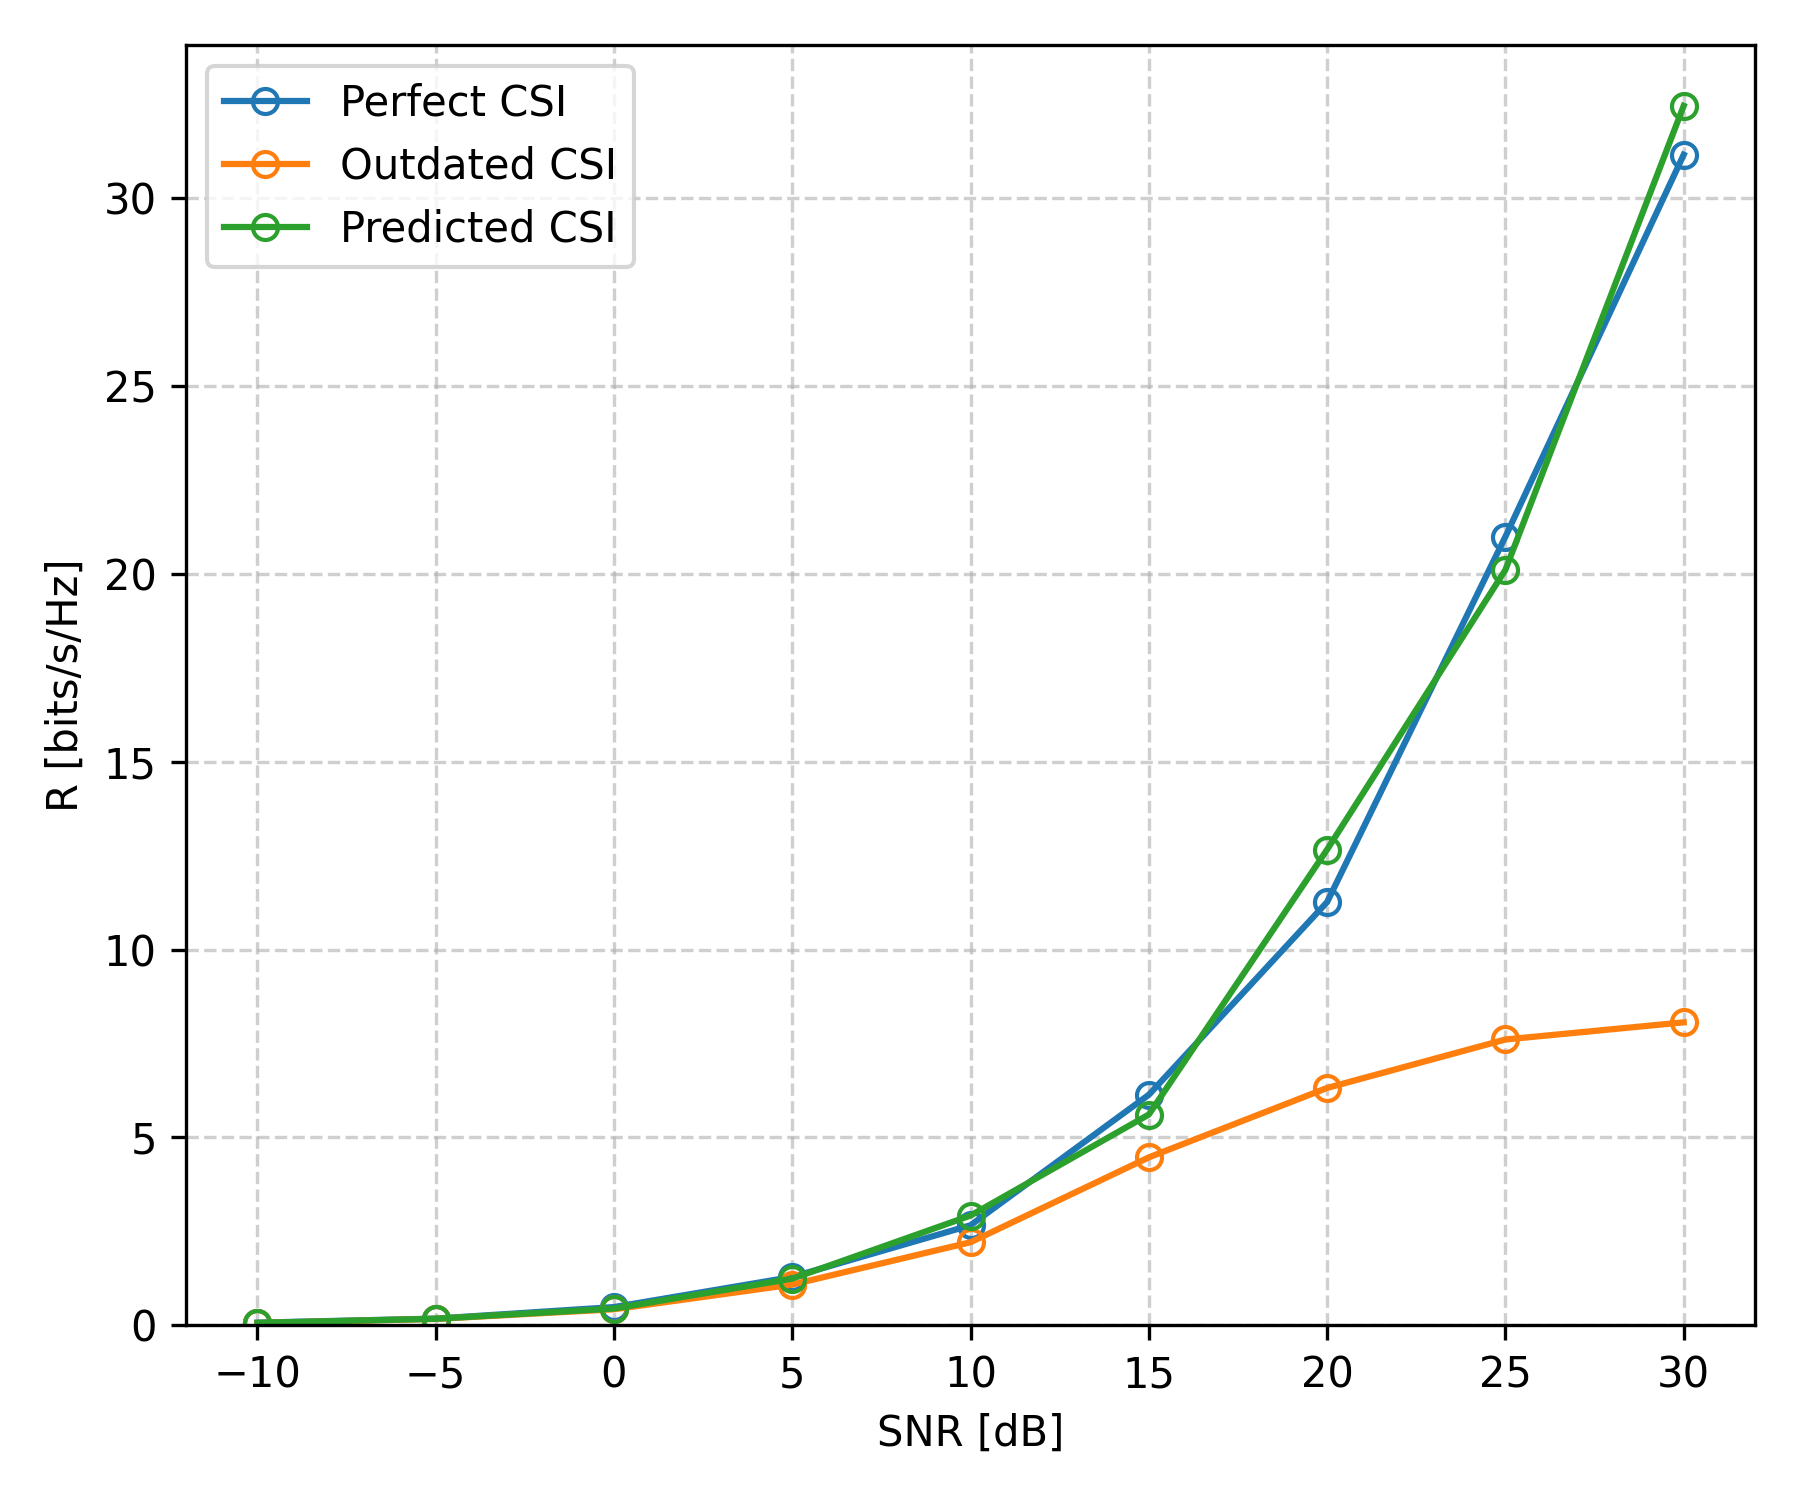 Perfect CSI
Outdated CSI
Predicted CSI
R [bits/s/Hz]
30
25
20
15
10
5
0
−10 −5 0 5 10 15 20 25 30
SNR [dB]